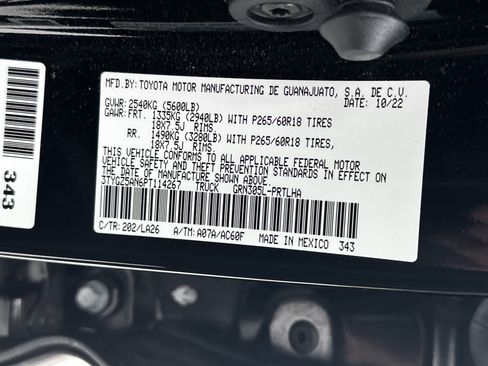 MFD.BY:TOYOTA MOTOR MANUFACTURING DE GUANAJUATO, S.A. DE C.V.
GVWR:2540KG (5600LB) DATE: 10/22
GAWR:FRT. 1335KG (2940LB) WITH P265/60R18 TIRES
18X7.5J RIMS,
RR. 1490KG (3280LB) WITH P265/60R18 TIRES,
18X7.5J RIMS,
THIS VEHICLE CONFORMS TO ALL APPLICABLE FEDERAL MOTOR
VEHICLE SAFETY AND THEFT PREVENTION STANDARDS IN EFFECT ON
THE DATE OF MANUFACTURE SHOWN ABOVE.
3TYGZ5AN6PT114267 TRUCK GRN305L-PRTLHA
C/TR:202/LA26 A/TM:A07A/AC60F MADE IN MEXICO 343
343